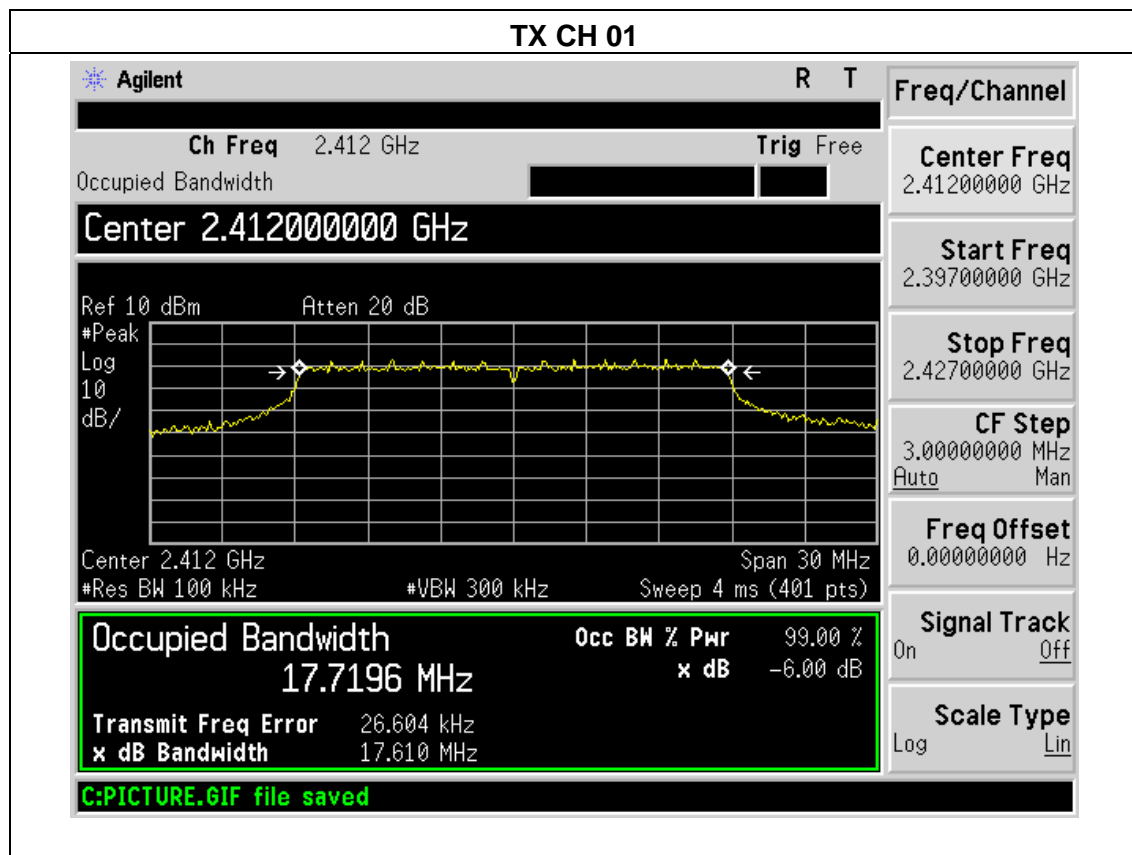 TX CH 01
Agilent R T
Ch Freq 2.412 GHz Trig Free
Occupied Bandwidth
Center 2.412000000 GHz
Ref 10 dBm Atten 20 dB
#Peak
Log
10
dB/
Center 2.412 GHz Span 30 MHz
#Res BW 100 kHz #VBW 300 kHz Sweep 4 ms (401 pts)
Occupied Bandwidth
17.7196 MHz
Occ BW % Pwr 99.00 %
x dB -6.00 dB
Transmit Freq Error 26.604 kHz
x dB Bandwidth 17.610 MHz
C:PICTURE.GIF file saved
Freq/Channel
Center Freq
2.41200000 GHz
Start Freq
2.39700000 GHz
Stop Freq
2.42700000 GHz
CF Step
3.00000000 MHz
Auto Man
Freq Offset
0.00000000 Hz
Signal Track
On Off
Scale Type
Log Lin